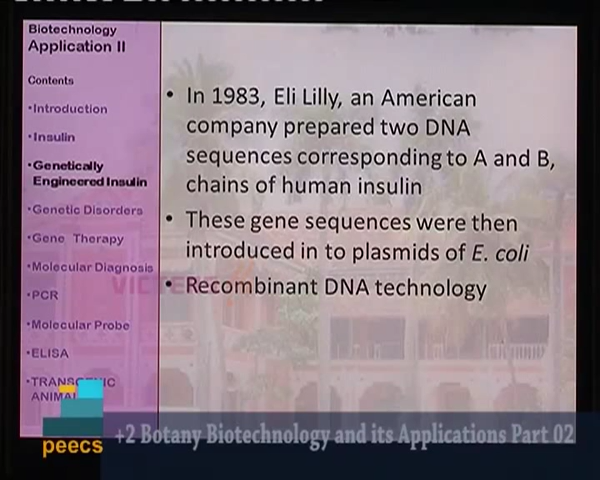 Biotechnology
Application II
Contents
•Introduction
•Insulin
•Genetically
Engineered Insulin
•Genetic Disorders
•Gene Therapy
•Molecular Diagnosis
•PCR
•Molecular Probe
•ELISA
•TRANSGENIC
ANIMAL
• In 1983, Eli Lilly, an American
company prepared two DNA
sequences corresponding to A and B,
chains of human insulin
• These gene sequences were then
introduced in to plasmids of E. coli
• Recombinant DNA technology
peecs
+2 Botany Biotechnology and its Applications Part 02